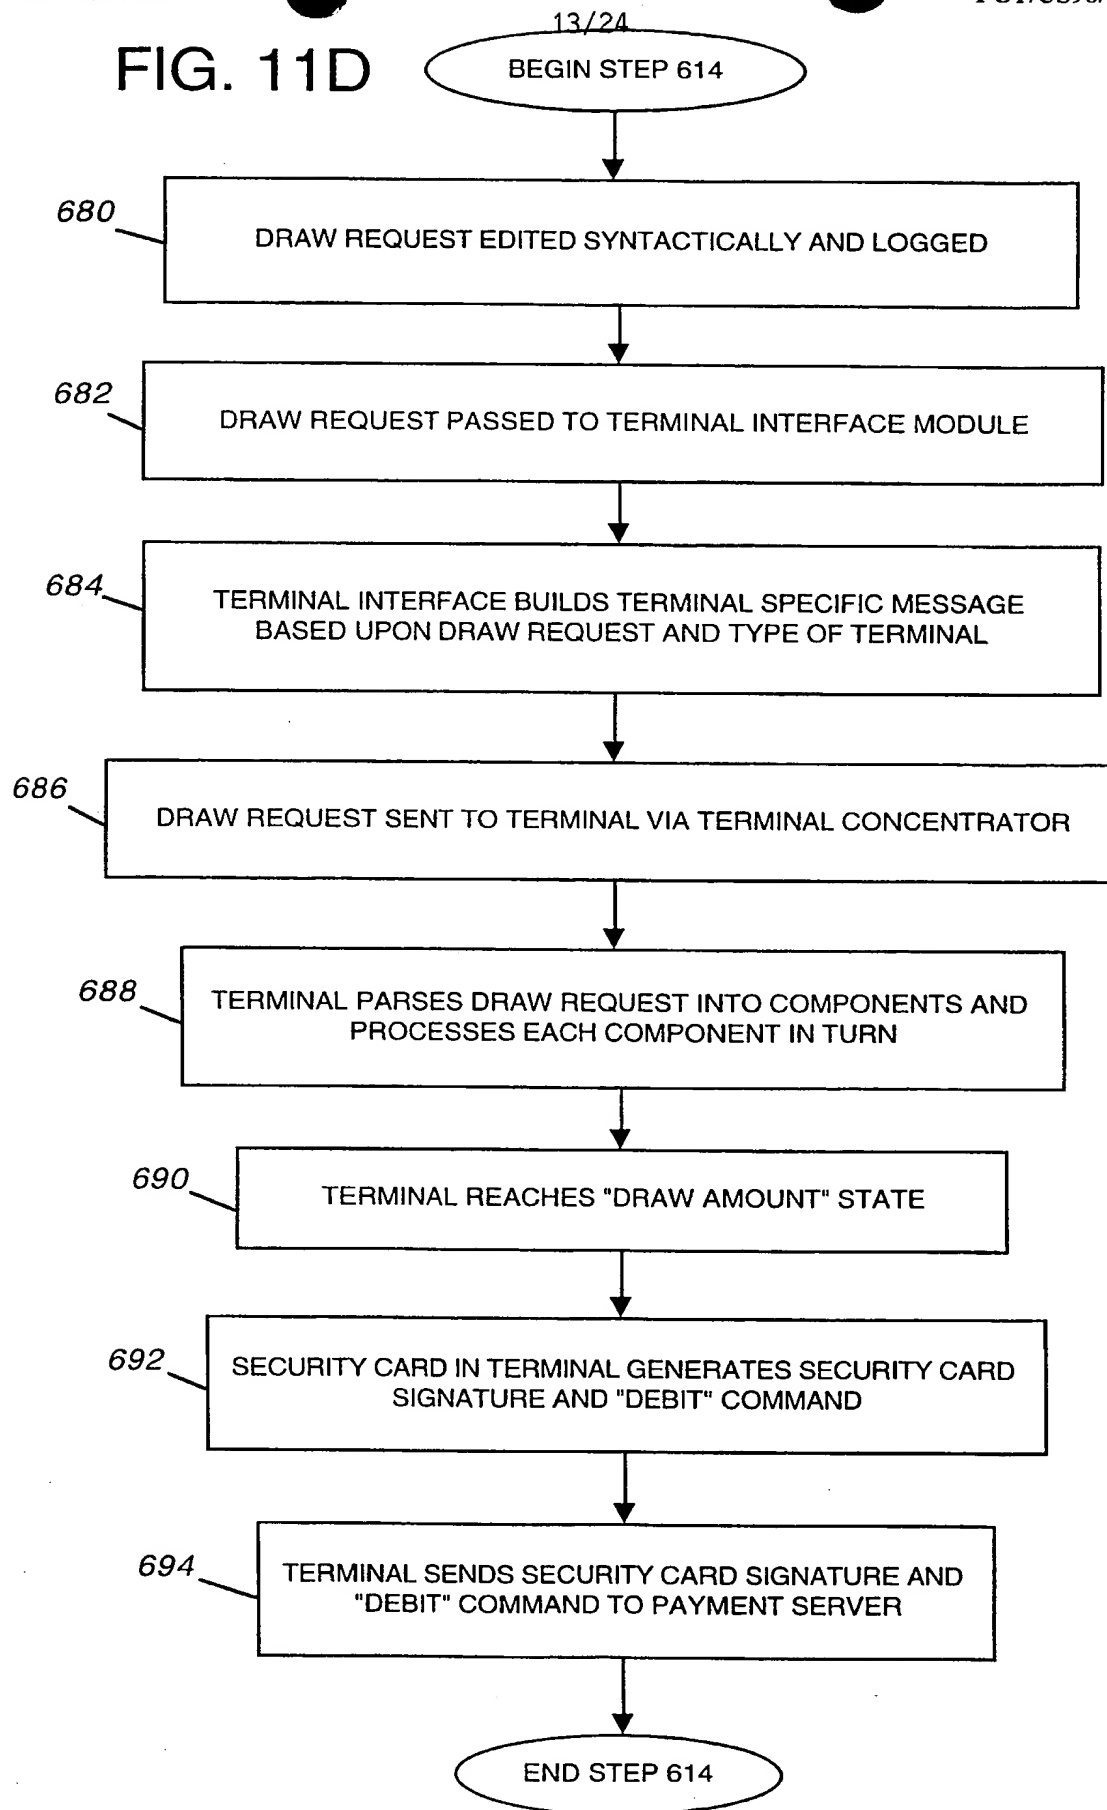 13/24
FIG. 11D
BEGIN STEP 614
680
DRAW REQUEST EDITED SYNTACTICALLY AND LOGGED
682
DRAW REQUEST PASSED TO TERMINAL INTERFACE MODULE
684
TERMINAL INTERFACE BUILDS TERMINAL SPECIFIC MESSAGE
BASED UPON DRAW REQUEST AND TYPE OF TERMINAL
686
DRAW REQUEST SENT TO TERMINAL VIA TERMINAL CONCENTRATOR
688
TERMINAL PARSES DRAW REQUEST INTO COMPONENTS AND
PROCESSES EACH COMPONENT IN TURN
690
TERMINAL REACHES "DRAW AMOUNT" STATE
692
SECURITY CARD IN TERMINAL GENERATES SECURITY CARD
SIGNATURE AND "DEBIT" COMMAND
694
TERMINAL SENDS SECURITY CARD SIGNATURE AND
"DEBIT" COMMAND TO PAYMENT SERVER
END STEP 614